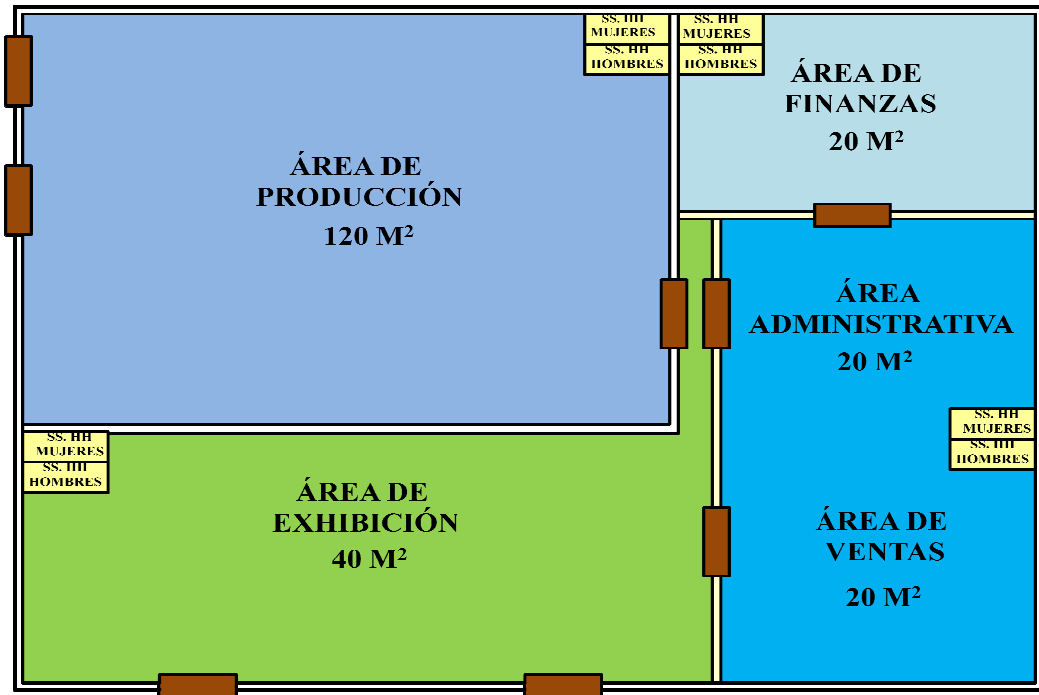 SS. HH
MUJERES
SS. HH
HOMBRES
SS. HH
MUJERES
SS. HH
HOMBRES
ÁREA DE
FINANZAS
20 M²
ÁREA DE
PRODUCCIÓN
120 M²
ÁREA
ADMINISTRATIVA
20 M²
SS. HH
MUJERES
SS. HH
HOMBRES
SS. HH
MUJERES
SS. HH
HOMBRES
ÁREA DE
EXHIBICIÓN
40 M²
ÁREA DE
VENTAS
20 M²